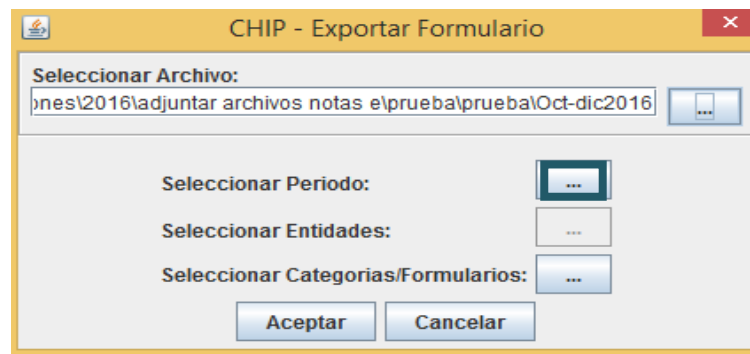 CHIP - Exportar Formulario
Seleccionar Archivo:
ones\2016\adjuntar archivos notas e\prueba\prueba\Oct-dic2016 ...
Seleccionar Periodo: ...
Seleccionar Entidades: ...
Seleccionar Categorias/Formularios: ...
Aceptar Cancelar